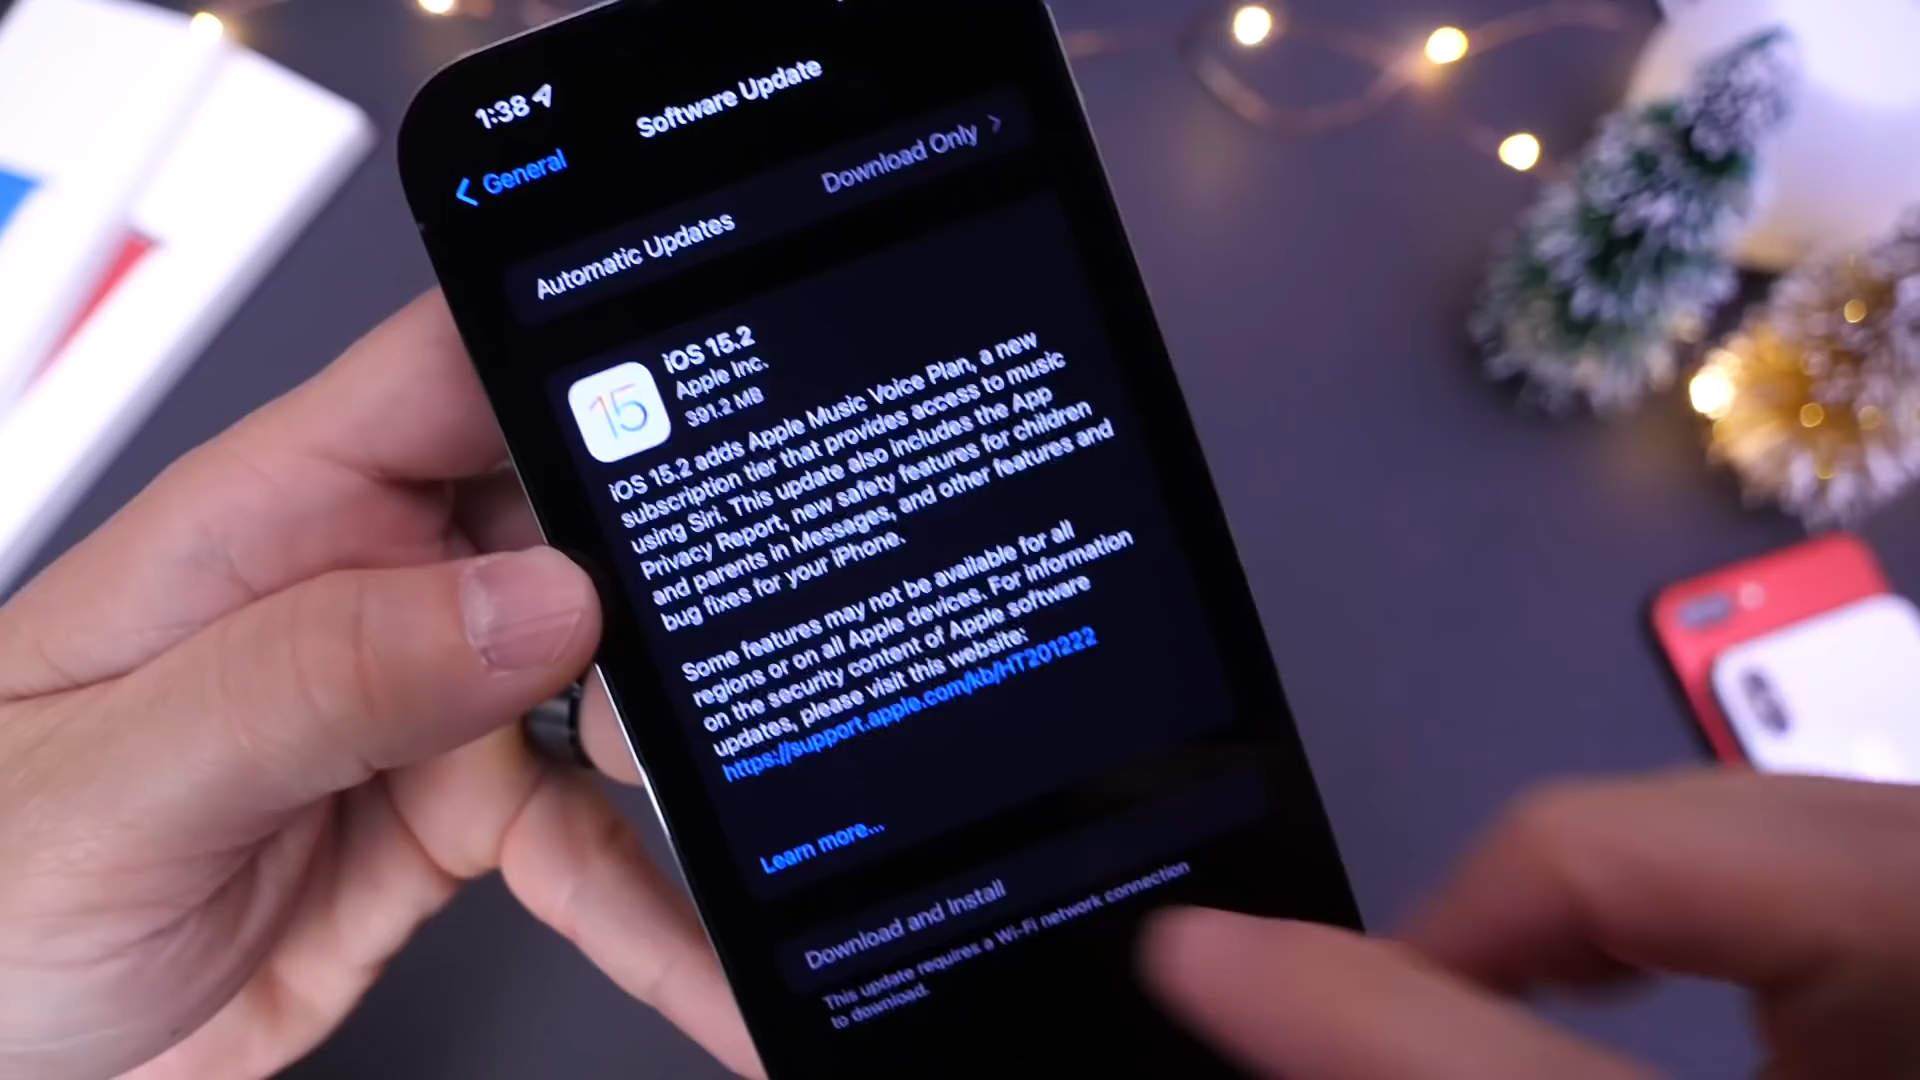 1:38
Software Update
General
Automatic Updates
Download Only
15
iOS 15.2
Apple Inc.
391.2 MB
iOS 15.2 adds Apple Music Voice Plan, a new
subscription tier that provides access to music
using Siri. This update also includes the App
Privacy Report, new safety features for children
and parents in Messages, and other features and
bug fixes for your iPhone.
Some features may not be available for all
regions or on all Apple devices. For information
on the security content of Apple software
updates, please visit this website:
https://support.apple.com/kb/HT201222
Learn more...
Download and Install
This update requires a Wi-Fi network connection
to download.